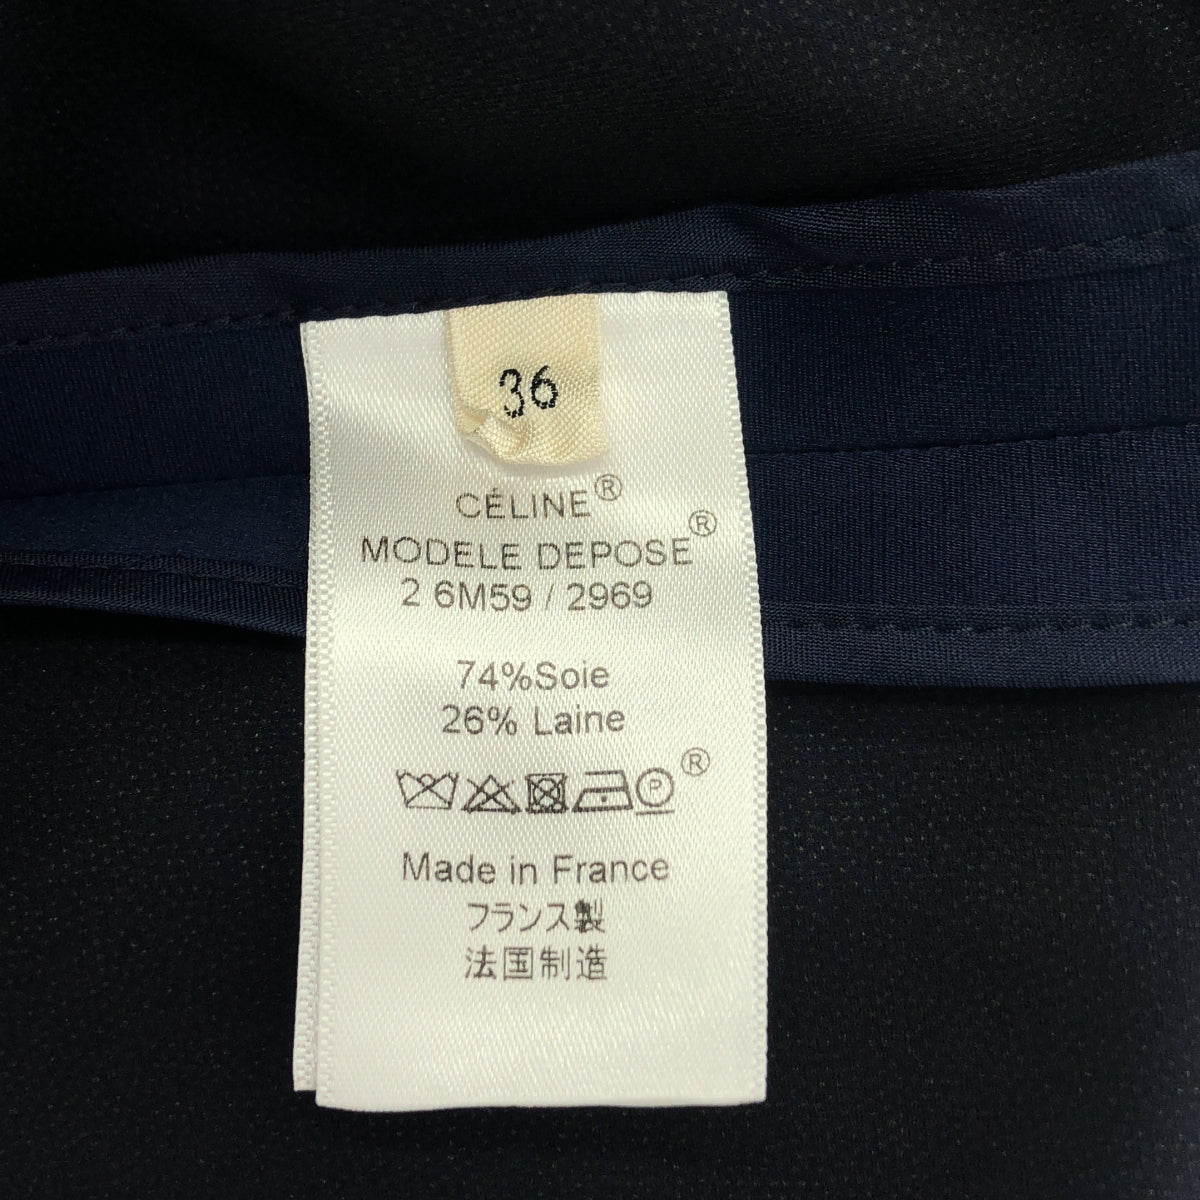 36
CÉLINE®
MODELE DEPOSE®
2 6M59 / 2969
74%Soie
26% Laine
P ®
Made in France
フランス製
法国制造